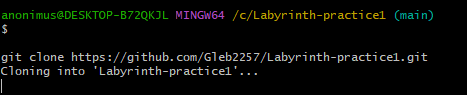 anonimus@DESKTOP-B72QKJL MINGW64 /c/Labyrinth-practice1 (main)
$
git clone https://github.com/Gleb2257/Labyrinth-practice1.git
Cloning into 'Labyrinth-practice1'...